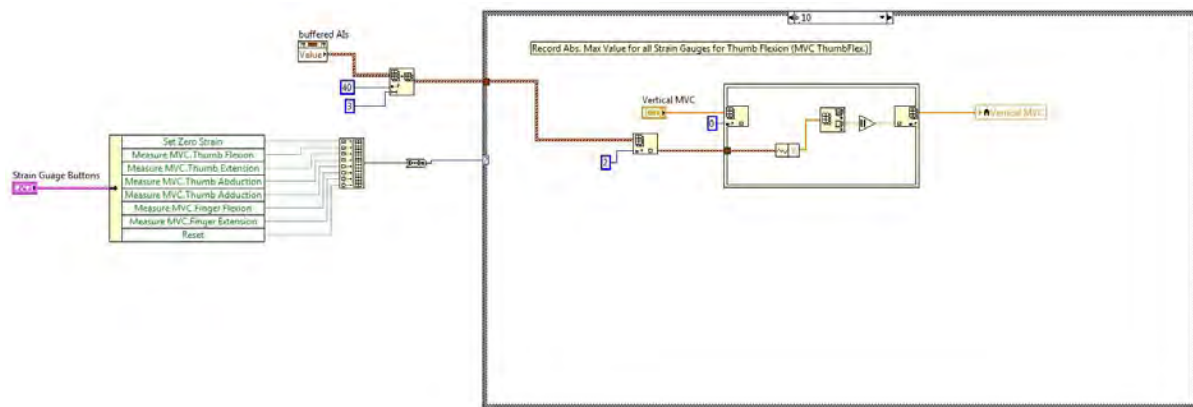 10
buffered AIs
Value
Record Abs. Max Value for all Strain Gauges for Thumb Flexion (MVC ThumbFlex.)
40
3
Vertical MVC
0
Vertical MVC
2
Set Zero Strain
Measure MVC.Thumb Flexion
Measure MVC.Thumb Extension
Measure MVC.Thumb Abduction
Measure MVC.Thumb Adduction
Measure MVC.Finger Flexion
Measure MVC.Finger Extension
Reset
Strain Guage Buttons